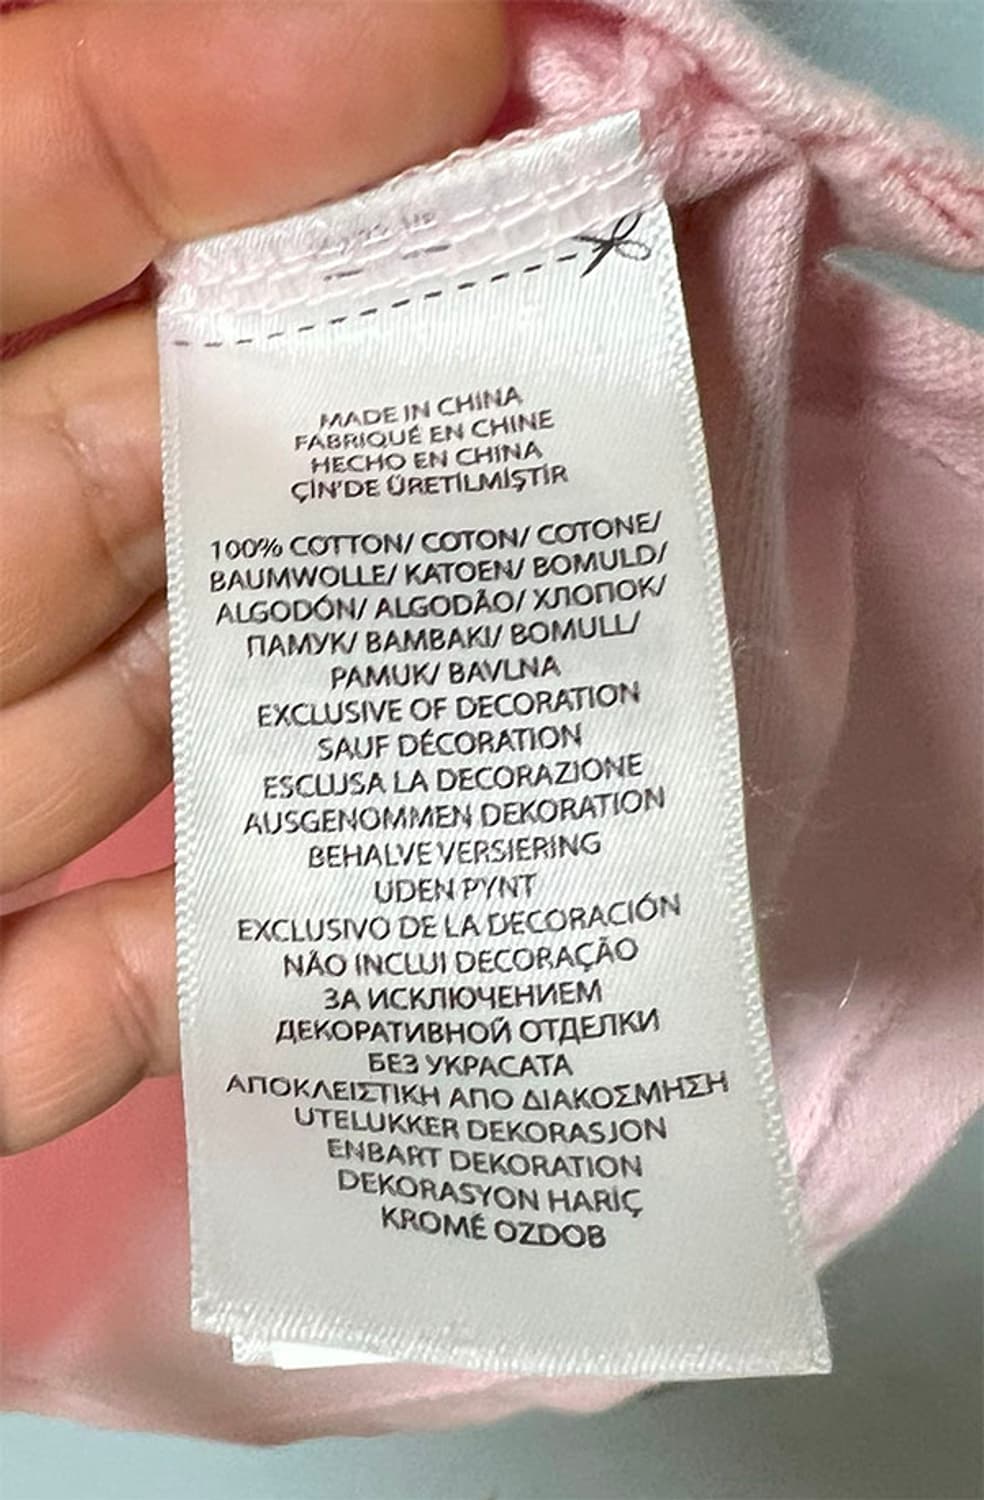 MADE IN CHINA
FABRIQUÉ EN CHINE
HECHO EN CHINA
ÇİN'DE ÜRETİLMİŞTİR
100% COTTON/ COTON/ COTONE/
BAUMWOLLE/ KATOEN/ BOMULD/
ALGODÓN/ ALGODÃO/ ХЛОПОК/
ПАМУК/ BAMBAKI/ BOMULL/
PAMUK/ BAVLNA
EXCLUSIVE OF DECORATION
SAUF DÉCORATION
ESCLUSA LA DECORAZIONE
AUSGENOMMEN DEKORATION
BEHALVE VERSIERING
UDEN PYNT
EXCLUSIVO DE LA DECORACIÓN
NÃO INCLUI DECORAÇÃO
ЗА ИСКЛЮЧЕНИЕМ
ДЕКОРАТИВНОЙ ОТДЕЛКИ
БЕЗ УКРАСАТА
ΑΠΟΚΛΕΙΣΤΙΚΗ ΑΠΟ ΔΙΑΚΟΣΜΗΣΗ
UTELUKKER DEKORASJON
ENBART DEKORATION
DEKORASYON HARIÇ
KROMÉ OZDOB